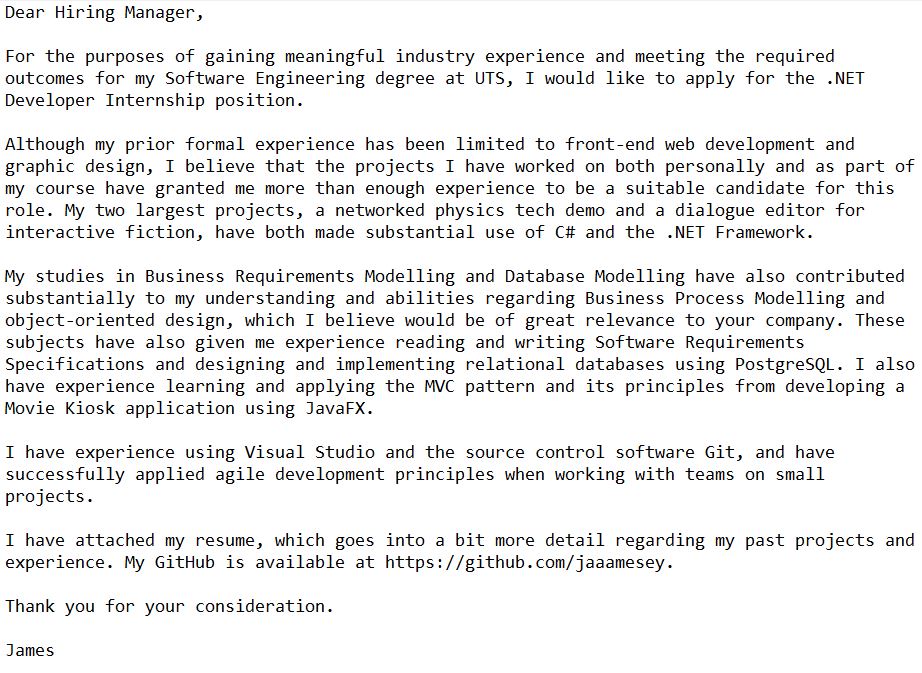 Dear Hiring Manager,
For the purposes of gaining meaningful industry experience and meeting the required
outcomes for my Software Engineering degree at UTS, I would like to apply for the .NET
Developer Internship position.
Although my prior formal experience has been limited to front-end web development and
graphic design, I believe that the projects I have worked on both personally and as part of
my course have granted me more than enough experience to be a suitable candidate for this
role. My two largest projects, a networked physics tech demo and a dialogue editor for
interactive fiction, have both made substantial use of C# and the .NET Framework.
My studies in Business Requirements Modelling and Database Modelling have also contributed
substantially to my understanding and abilities regarding Business Process Modelling and
object-oriented design, which I believe would be of great relevance to your company. These
subjects have also given me experience reading and writing Software Requirements
Specifications and designing and implementing relational databases using PostgreSQL. I also
have experience learning and applying the MVC pattern and its principles from developing a
Movie Kiosk application using JavaFX.
I have experience using Visual Studio and the source control software Git, and have
successfully applied agile development principles when working with teams on small
projects.
I have attached my resume, which goes into a bit more detail regarding my past projects and
experience. My GitHub is available at https://github.com/jaaamesey.
Thank you for your consideration.
James